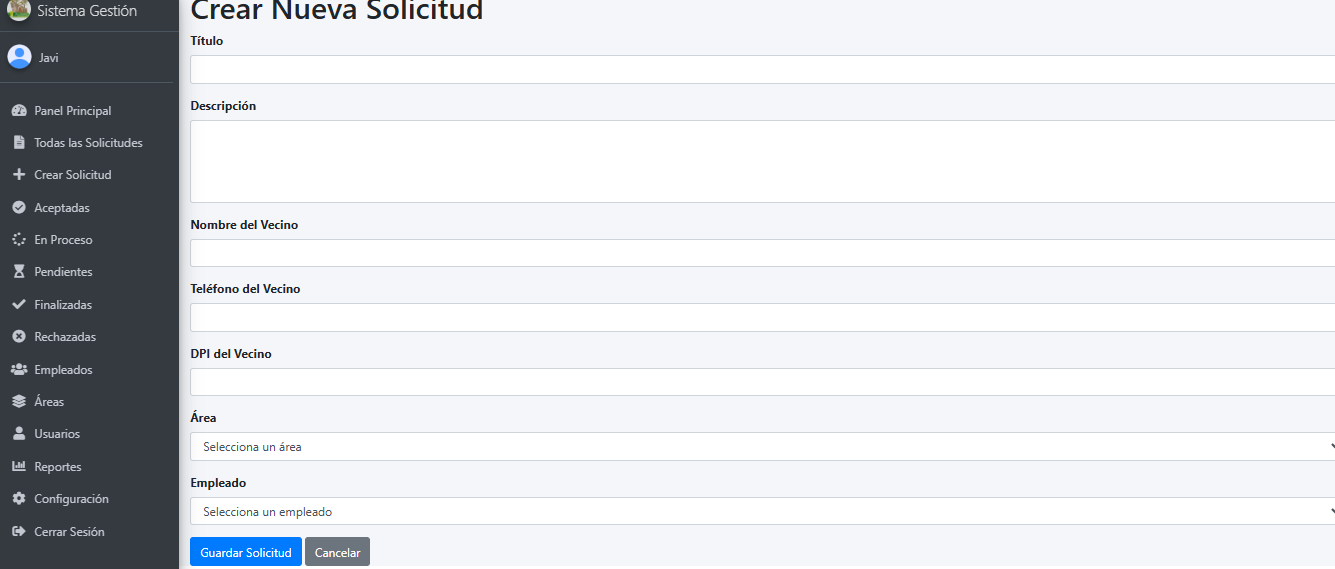 Sistema Gestión
Javi
Panel Principal
Todas las Solicitudes
Crear Solicitud
Aceptadas
En Proceso
Pendientes
Finalizadas
Rechazadas
Empleados
Áreas
Usuarios
Reportes
Configuración
Cerrar Sesión
Crear Nueva Solicitud
Título
Descripción
Nombre del Vecino
Teléfono del Vecino
DPI del Vecino
Área
Selecciona un área
Empleado
Selecciona un empleado
Guardar Solicitud Cancelar